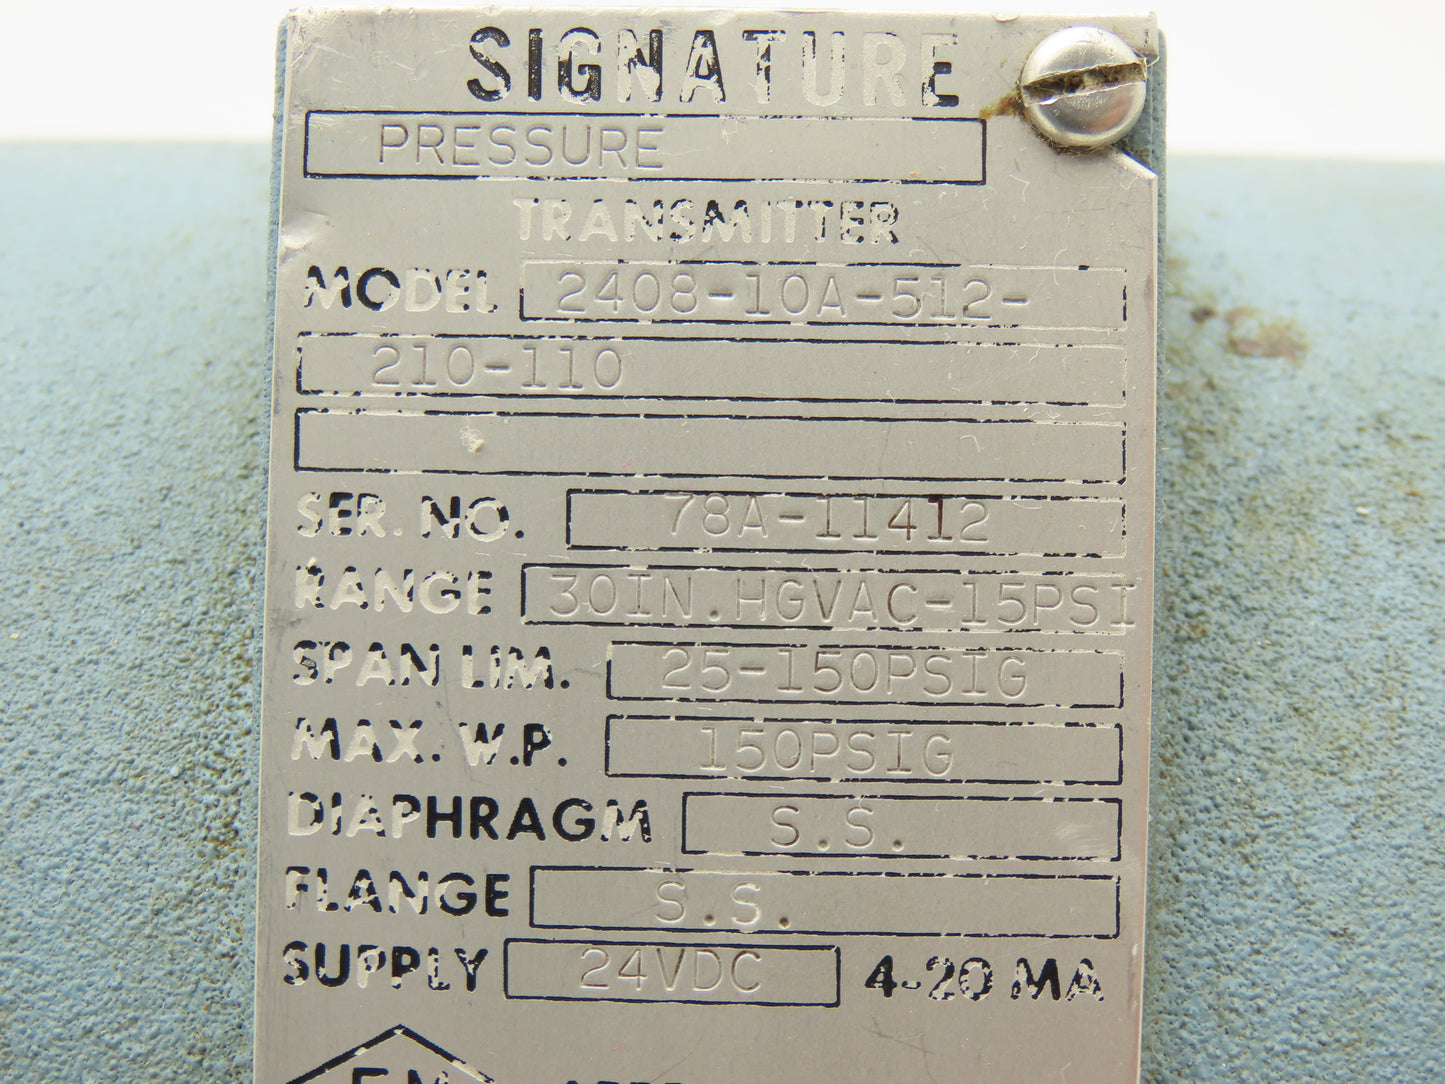 SIGNATURE
PRESSURE
TRANSMITTER
MODEL 2408-10A-512-
210-110
SER. NO. 78A-11412
RANGE 30IN.HGVAC-15PSI
SPAN LIM. 25-150PSIG
MAX. W.P. 150PSIG
DIAPHRAGM S.S.
FLANGE S.S.
SUPPLY 24VDC 4-20 MA